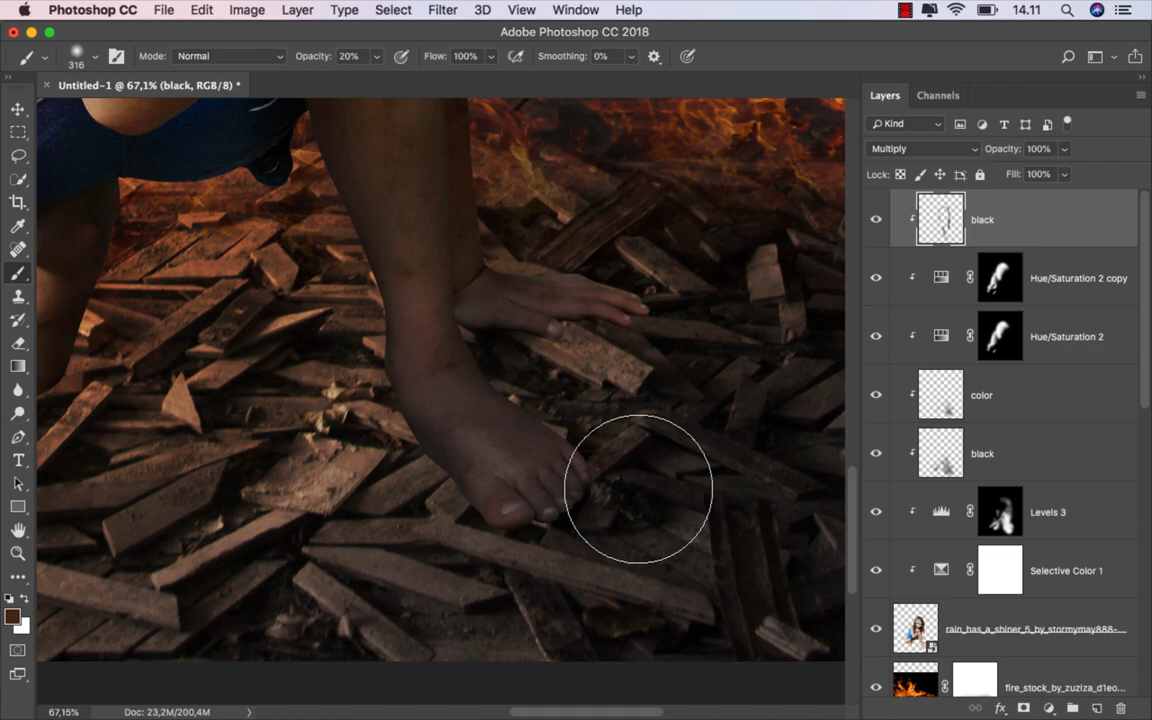 Photoshop CC File Edit Image Layer Type Select Filter 3D View Window Help 14.11
Adobe Photoshop CC 2018
316 Mode: Normal Opacity: 20% Flow: 100% Smoothing: 0%
Untitled-1 @ 67,1% (black, RGB/8) *
Layers Channels
Kind
Multiply Opacity: 100%
Lock: Fill: 100%
black
Hue/Saturation 2 copy
Hue/Saturation 2
color
black
Levels 3
Selective Color 1
rain_has_a_shiner_5_by_stormymay888-...
fire_stock_by_zuziza_d1eo...
67,15% Doc: 23,2M/200,4M